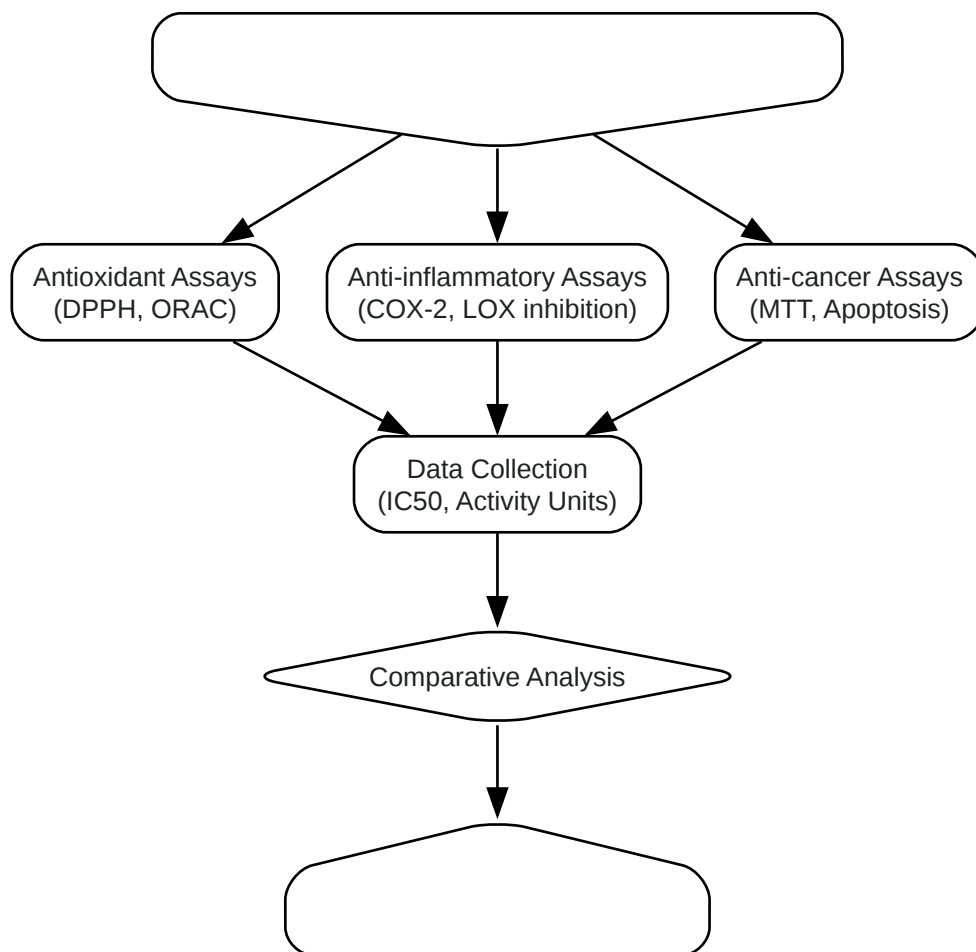 Antioxidant Assays
(DPPH, ORAC)
Anti-inflammatory Assays
(COX-2, LOX inhibition)
Anti-cancer Assays
(MTT, Apoptosis)
Data Collection
(IC50, Activity Units)
Comparative Analysis